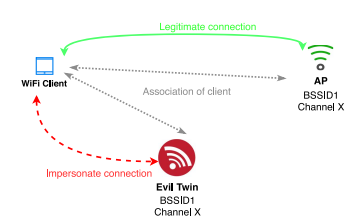 Legitimate connection
WiFi Client
AP
BSSID1
Channel X
Association of client
Impersonate connection
Evil Twin
BSSID1
Channel X